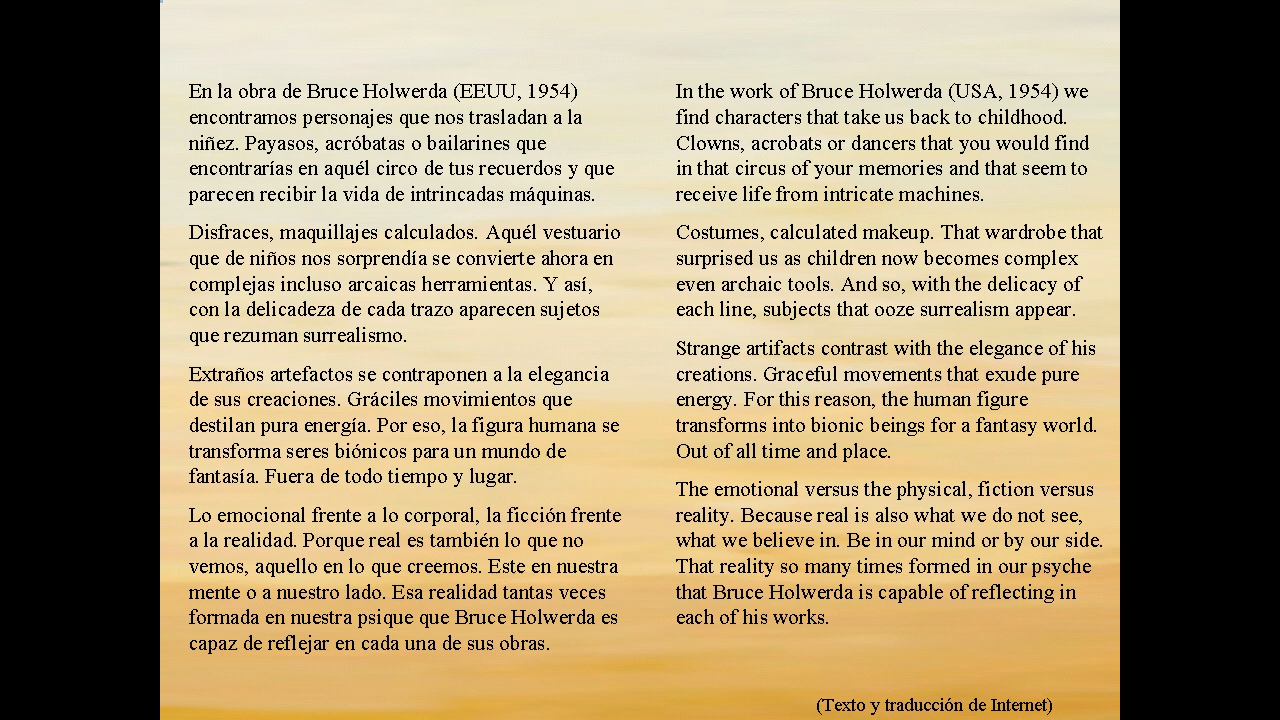 En la obra de Bruce Holwerda (EEUU, 1954)
encontramos personajes que nos trasladan a la
niñez. Payasos, acróbatas o bailarines que
encontrarías en aquél circo de tus recuerdos y que
parecen recibir la vida de intrincadas máquinas.
Disfraces, maquillajes calculados. Aquél vestuario
que de niños nos sorprendía se convierte ahora en
complejas incluso arcaicas herramientas. Y así,
con la delicadeza de cada trazo aparecen sujetos
que rezuman surrealismo.
Extraños artefactos se contraponen a la elegancia
de sus creaciones. Gráciles movimientos que
destilan pura energía. Por eso, la figura humana se
transforma seres biónicos para un mundo de
fantasía. Fuera de todo tiempo y lugar.
Lo emocional frente a lo corporal, la ficción frente
a la realidad. Porque real es también lo que no
vemos, aquello en lo que creemos. Este en nuestra
mente o a nuestro lado. Esa realidad tantas veces
formada en nuestra psique que Bruce Holwerda es
capaz de reflejar en cada una de sus obras.
In the work of Bruce Holwerda (USA, 1954) we
find characters that take us back to childhood.
Clowns, acrobats or dancers that you would find
in that circus of your memories and that seem to
receive life from intricate machines.
Costumes, calculated makeup. That wardrobe that
surprised us as children now becomes complex
even archaic tools. And so, with the delicacy of
each line, subjects that ooze surrealism appear.
Strange artifacts contrast with the elegance of his
creations. Graceful movements that exude pure
energy. For this reason, the human figure
transforms into bionic beings for a fantasy world.
Out of all time and place.
The emotional versus the physical, fiction versus
reality. Because real is also what we do not see,
what we believe in. Be in our mind or by our side.
That reality so many times formed in our psyche
that Bruce Holwerda is capable of reflecting in
each of his works.
(Texto y traducción de Internet)